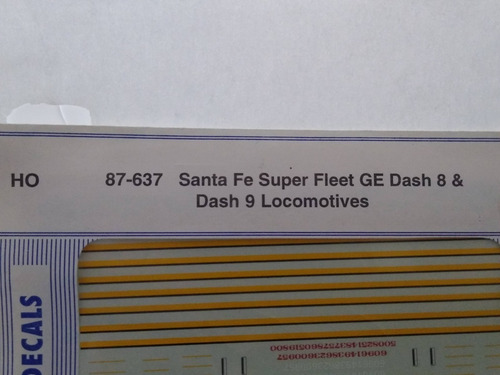 HO 87-637 Santa Fe Super Fleet GE Dash 8 &
Dash 9 Locomotives
DECALS